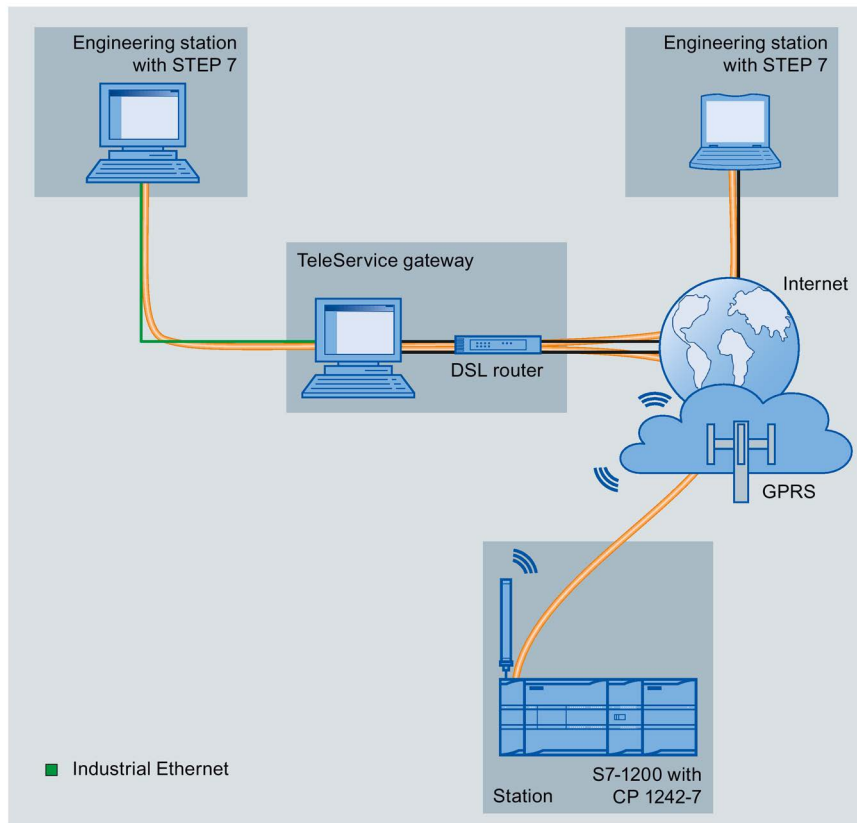 Engineering station
with STEP 7
Engineering station
with STEP 7
TeleService gateway
Internet
DSL router
GPRS
Industrial Ethernet
S7-1200 with
CP 1242-7
Station